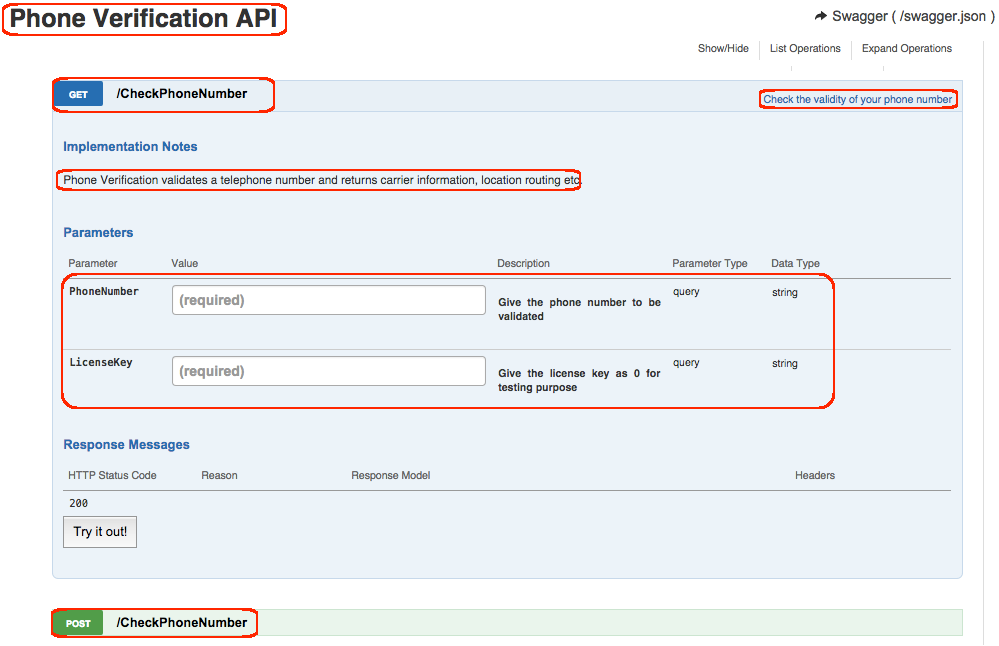 Phone Verification API
Swagger ( /swagger.json )
Show/Hide List Operations Expand Operations
GET /CheckPhoneNumber
Check the validity of your phone number
Implementation Notes
Phone Verification validates a telephone number and returns carrier information, location routing etc.
Parameters
Parameter Value Description Parameter Type Data Type
PhoneNumber (required) Give the phone number to be query string
validated
LicenseKey (required) Give the license key as 0 for query string
testing purpose
Response Messages
HTTP Status Code Reason Response Model Headers
200
Try it out!
POST /CheckPhoneNumber